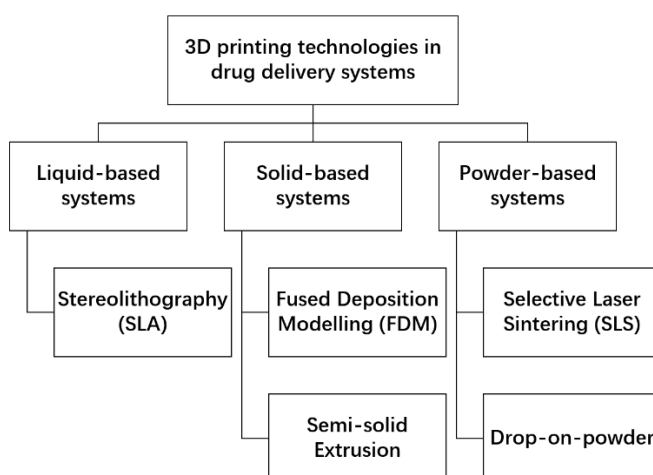 3D printing technologies in
drug delivery systems
Liquid-based
systems
Solid-based
systems
Powder-based
systems
Stereolithography
(SLA)
Fused Deposition
Modelling (FDM)
Selective Laser
Sintering (SLS)
Semi-solid
Extrusion
Drop-on-powder